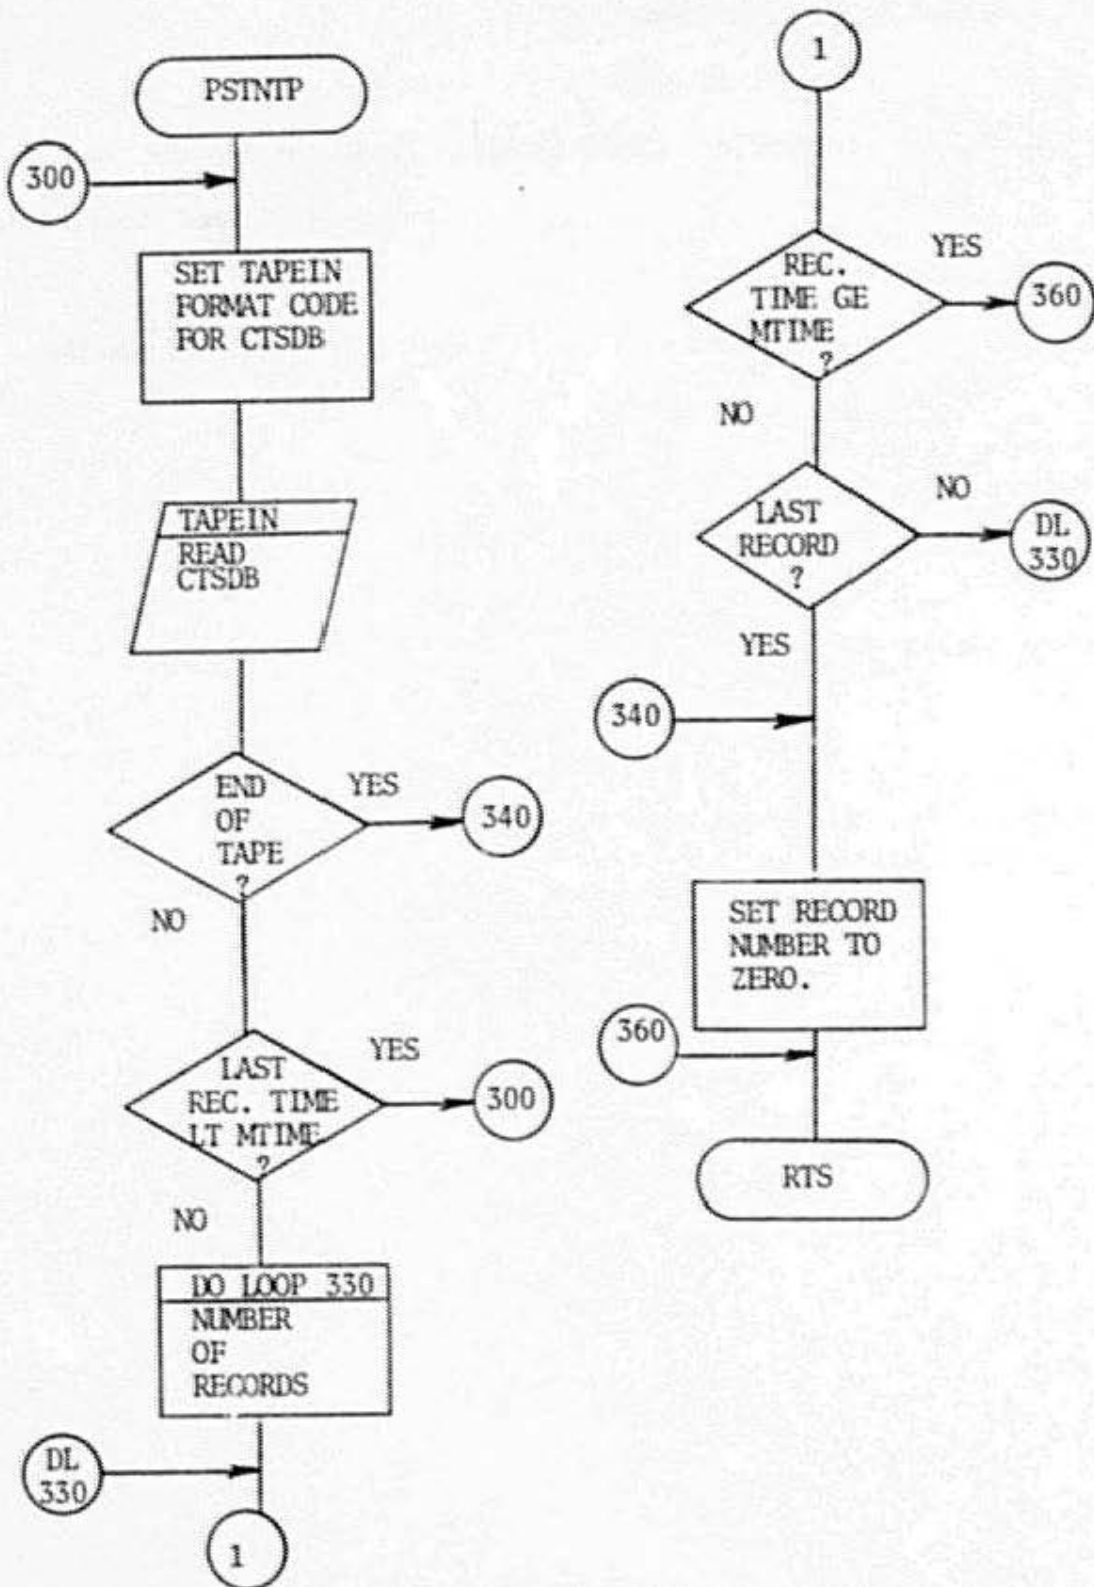 PSTNTP
300
SET TAPEIN
FORMAT CODE
FOR CTSDB
TAPEIN
READ
CTSDB
END
OF
TAPE
?
YES
340
NO
LAST
REC. TIME
LT MTIME
?
YES
300
NO
DO LOOP 330
NUMBER
OF
RECORDS
DL
330
1
1
REC.
TIME GE
MTIME
?
YES
360
NO
LAST
RECORD
?
NO
DL
330
YES
340
SET RECORD
NUMBER TO
ZERO.
360
RTS